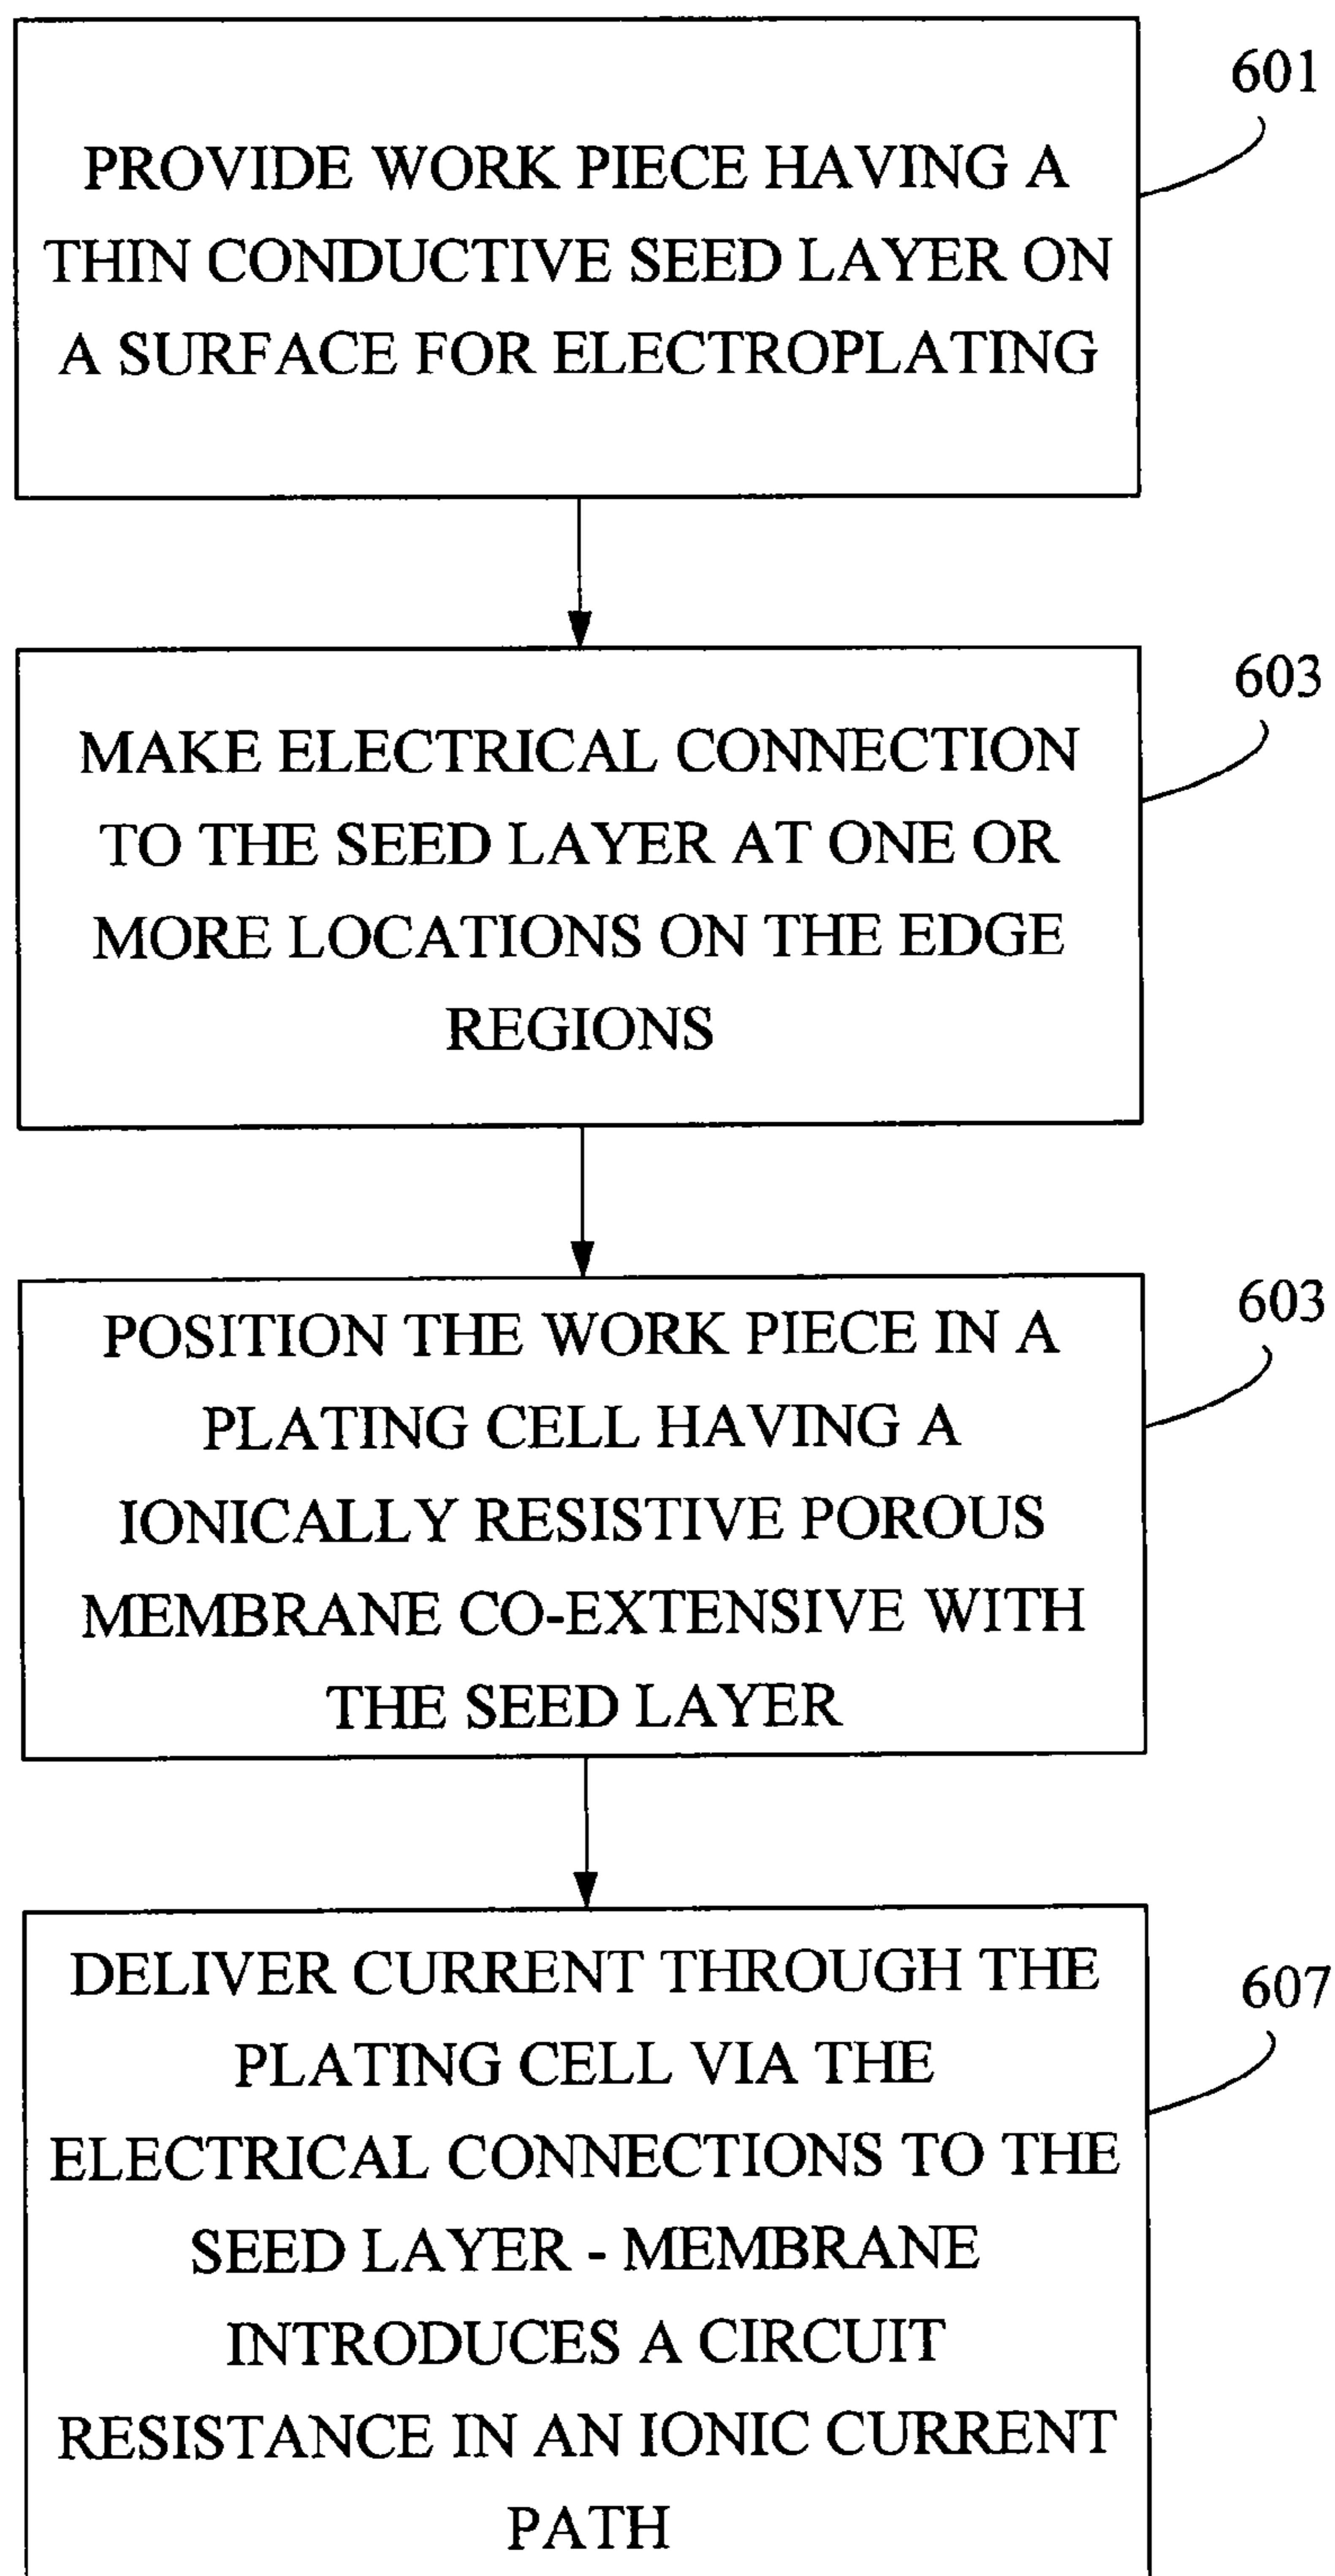 601
PROVIDE WORK PIECE HAVING A
THIN CONDUCTIVE SEED LAYER ON
A SURFACE FOR ELECTROPLATING
603
MAKE ELECTRICAL CONNECTION
TO THE SEED LAYER AT ONE OR
MORE LOCATIONS ON THE EDGE
REGIONS
603
POSITION THE WORK PIECE IN A
PLATING CELL HAVING A
IONICALLY RESISTIVE POROUS
MEMBRANE CO-EXTENSIVE WITH
THE SEED LAYER
607
DELIVER CURRENT THROUGH THE
PLATING CELL VIA THE
ELECTRICAL CONNECTIONS TO THE
SEED LAYER - MEMBRANE
INTRODUCES A CIRCUIT
RESISTANCE IN AN IONIC CURRENT
PATH